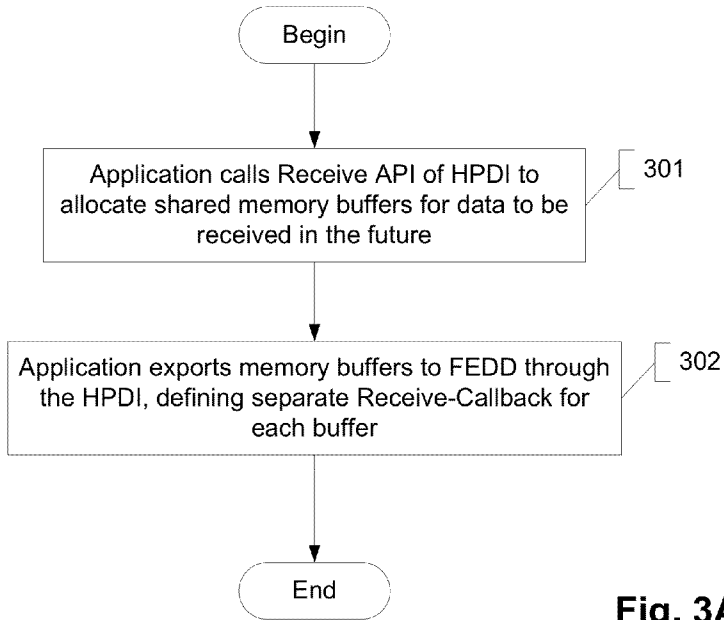 Begin
Application calls Receive API of HPDI to
allocate shared memory buffers for data to be
received in the future
301
Application exports memory buffers to FEDD through
the HPDI, defining separate Receive-Callback for
each buffer
302
End
Fig. 3A